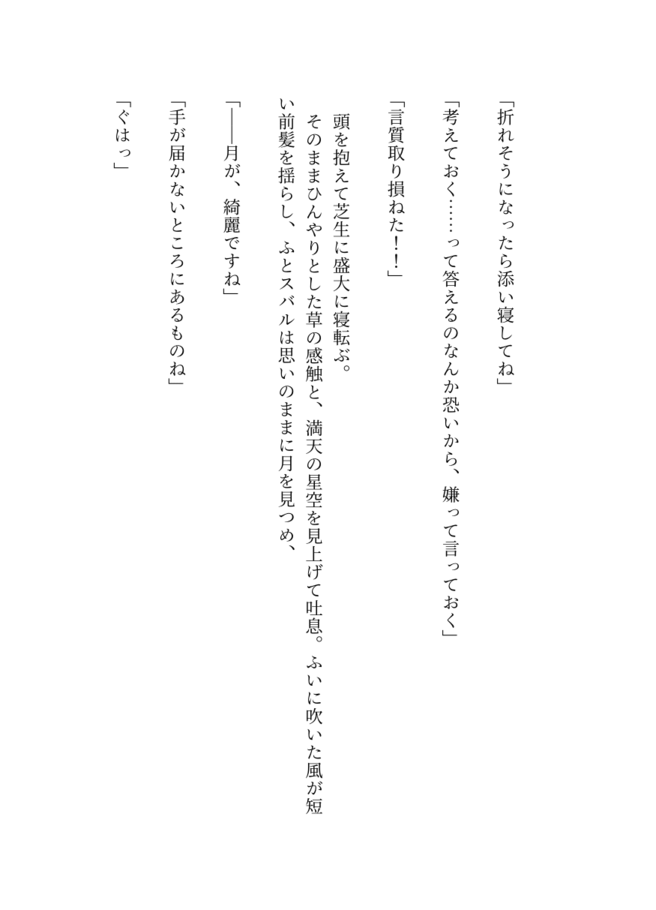 「折れそうになったら添い寝してね」
「考えておく……って答えるのなんか恐いから、嫌って言っておく」
「言質取り損ねた！！」
　頭を抱えて芝生に盛大に寝転ぶ。
　そのままひんやりとした草の感触と、満天の星空を見上げて吐息。ふいに吹いた風が短
い前髪を揺らし、ふとスバルは思いのままに月を見つめ、
「――月が、綺麗ですね」
「手が届かないところにあるものね」
「ぐはっ」